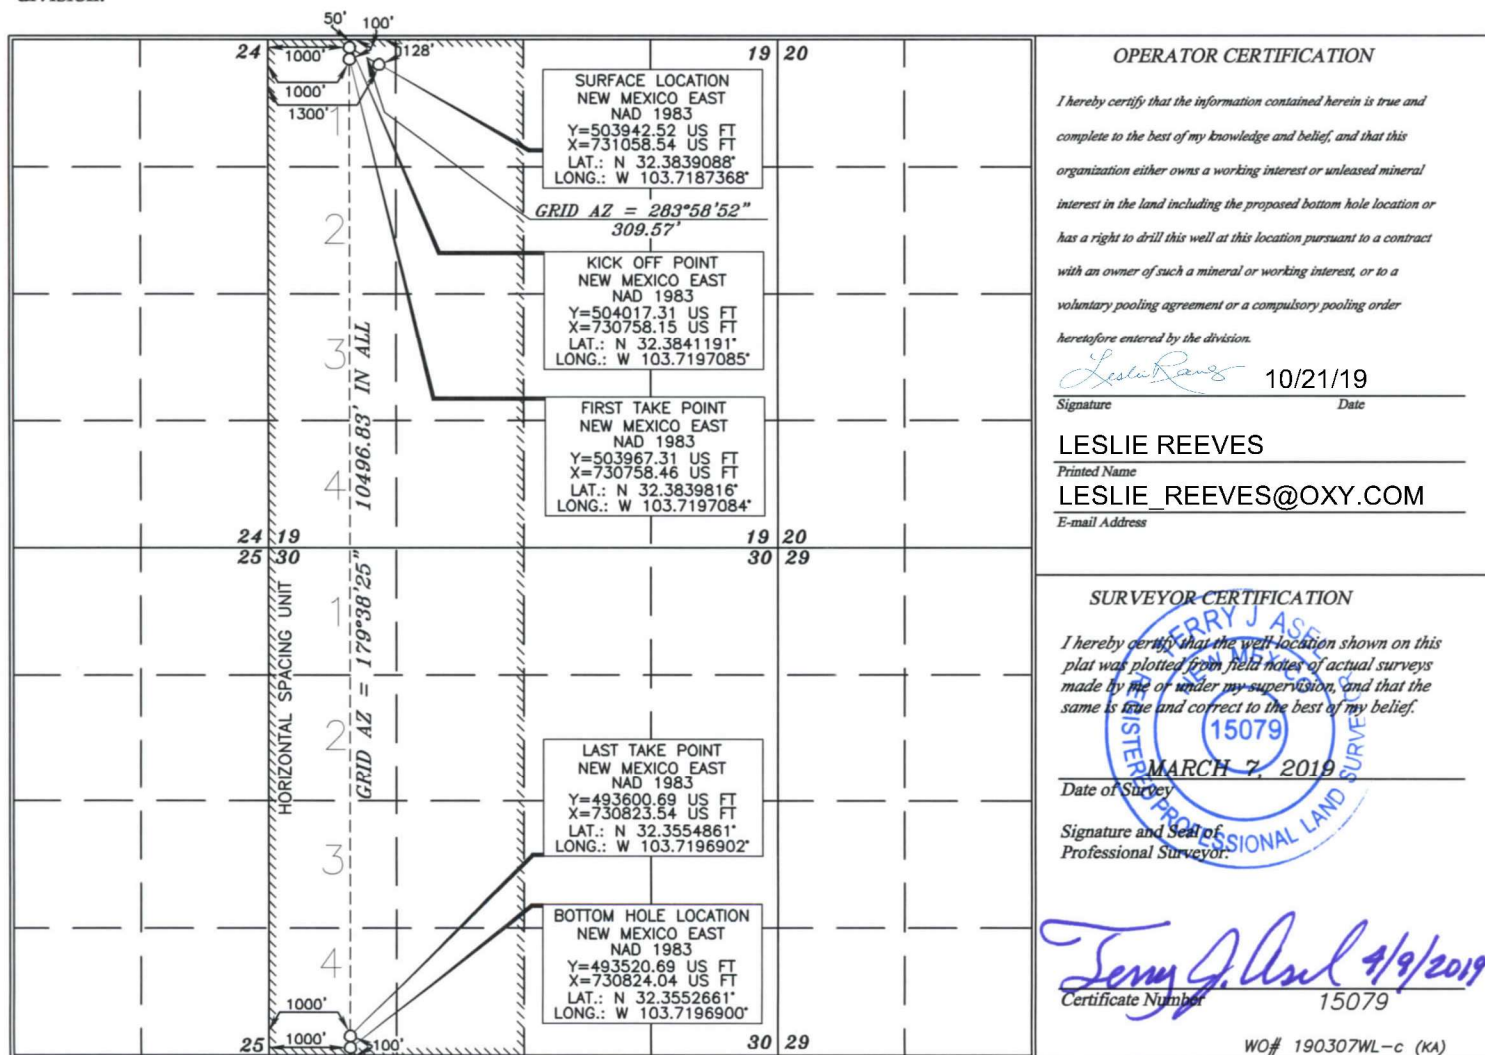 division.
50'
100'
24
1000'
128'
19 20
1000'
1300'
1
SURFACE LOCATION
NEW MEXICO EAST
NAD 1983
Y=503942.52 US FT
X=731058.54 US FT
LAT.: N 32.3839088°
LONG.: W 103.7187368°
GRID AZ = 283°58'52"
309.57'
2
KICK OFF POINT
NEW MEXICO EAST
NAD 1983
Y=504017.31 US FT
X=730758.15 US FT
LAT.: N 32.3841191°
LONG.: W 103.7197085°
3
10496.83' IN ALL
FIRST TAKE POINT
NEW MEXICO EAST
NAD 1983
Y=503967.31 US FT
X=730758.46 US FT
LAT.: N 32.3839816°
LONG.: W 103.7197084°
4
24 19
19 20
25 30
30 29
HORIZONTAL SPACING UNIT
GRID AZ = 179°38'25"
1
2
LAST TAKE POINT
NEW MEXICO EAST
NAD 1983
Y=493600.69 US FT
X=730823.54 US FT
LAT.: N 32.3554861°
LONG.: W 103.7196902°
3
BOTTOM HOLE LOCATION
NEW MEXICO EAST
NAD 1983
Y=493520.69 US FT
X=730824.04 US FT
LAT.: N 32.3552661°
LONG.: W 103.7196900°
4
1000'
25
1000'
100'
30 29
OPERATOR CERTIFICATION
I hereby certify that the information contained herein is true and
complete to the best of my knowledge and belief, and that this
organization either owns a working interest or unleased mineral
interest in the land including the proposed bottom hole location or
has a right to drill this well at this location pursuant to a contract
with an owner of such a mineral or working interest, or to a
voluntary pooling agreement or a compulsory pooling order
heretofore entered by the division.
Leslie Reeves 10/21/19
Signature Date
LESLIE REEVES
Printed Name
LESLIE_REEVES@OXY.COM
E-mail Address
SURVEYOR CERTIFICATION
I hereby certify that the well location shown on this
plat was plotted from field notes of actual surveys
made by me or under my supervision, and that the
same is true and correct to the best of my belief.
TERRY J ASEL
NEW MEXICO
15079
REGISTERED PROFESSIONAL LAND SURVEYOR
MARCH 7, 2019
Date of Survey
Signature and Seal of
Professional Surveyor:
Terry J. Asel 4/9/2019
Certificate Number 15079
WO# 190307WL-c (KA)